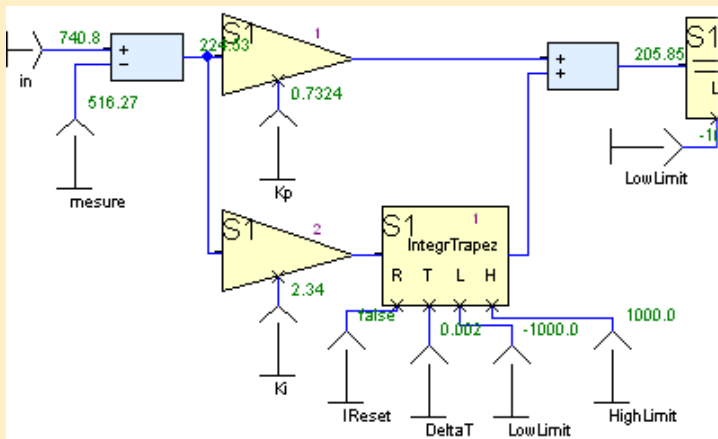 S1
1
S1
740.8
+
−
224.53
+
+
205.85
in
516.27
0.7324
mesure
Kp
LowLimit
S1
2
S1
1
IntegrTrapez
R T L H
2.34
false
0.002
-1000.0
1000.0
Ki
IReset
DeltaT
LowLimit
HighLimit